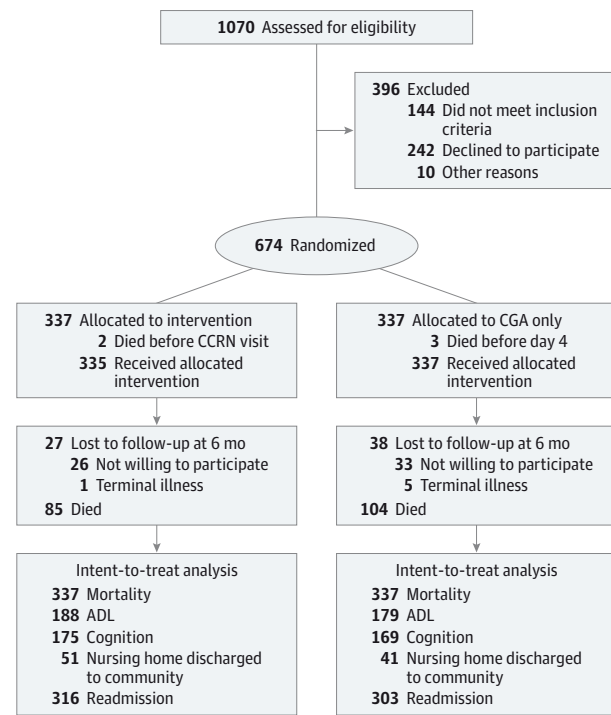 1070 Assessed for eligibility
396 Excluded
144 Did not meet inclusion
criteria
242 Declined to participate
10 Other reasons
674 Randomized
337 Allocated to intervention
2 Died before CCRN visit
335 Received allocated
intervention
337 Allocated to CGA only
3 Died before day 4
337 Received allocated
intervention
27 Lost to follow-up at 6 mo
26 Not willing to participate
1 Terminal illness
85 Died
38 Lost to follow-up at 6 mo
33 Not willing to participate
5 Terminal illness
104 Died
Intent-to-treat analysis
337 Mortality
188 ADL
175 Cognition
51 Nursing home discharged
to community
316 Readmission
Intent-to-treat analysis
337 Mortality
179 ADL
169 Cognition
41 Nursing home discharged
to community
303 Readmission